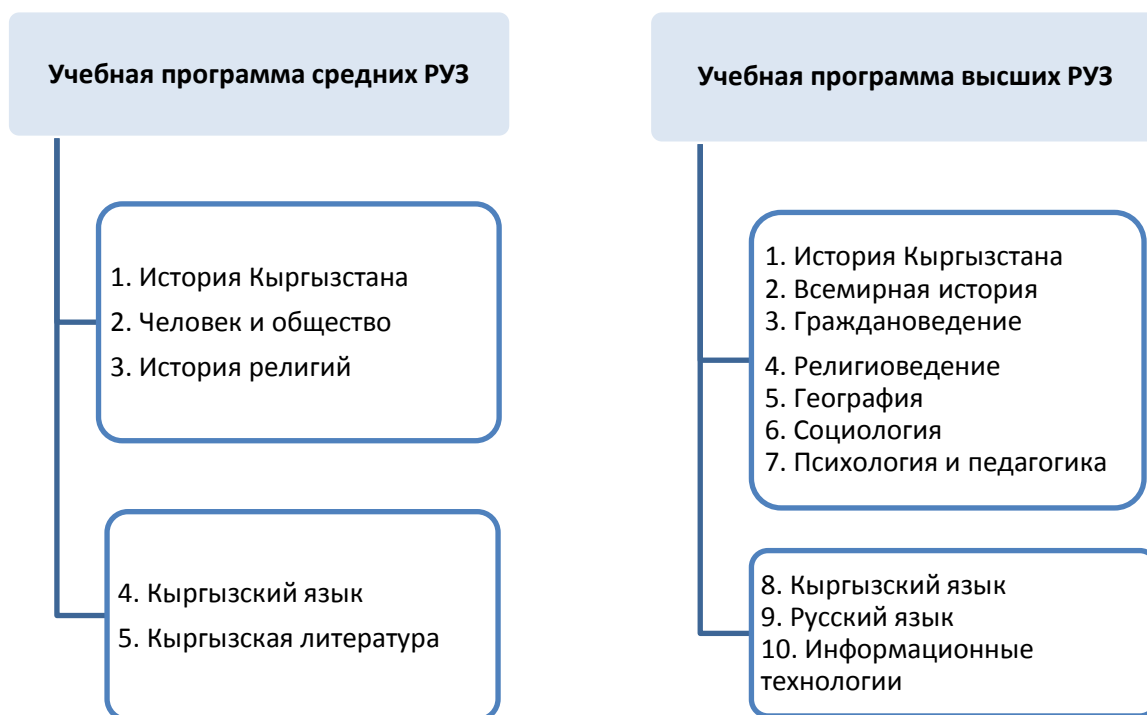 Учебная программа средних РУЗ
1. История Кыргызстана
2. Человек и общество
3. История религий
4. Кыргызский язык
5. Кыргызская литература
Учебная программа высших РУЗ
1. История Кыргызстана
2. Всемирная история
3. Граждановедение
4. Религиоведение
5. География
6. Социология
7. Психология и педагогика
8. Кыргызский язык
9. Русский язык
10. Информационные
технологии